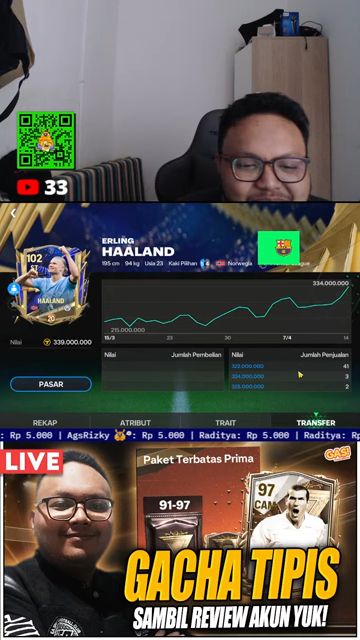 33
102
ST
HAALAND
20
ERLING
HAALAND
195 cm 94 kg Usia 23 Kaki Pilihan 4 Norwegia
Nilai 339.000.000
PASAR
334.000.000
215.000.000
15/3 23 30 7/4 14
Nilai Jumlah Pembelian
Nilai Jumlah Penjualan
41
3
2
REKAP ATRIBUT TRAIT TRANSFER
: Rp 5.000 | AgsRizky : Rp 5.000 | Raditya: Rp 5.000 | Raditya: Rp
LIVE
Paket Terbatas Prima
GAS!
91-97
97
CAM
GACHA TIPIS
SAMBIL REVIEW AKUN YUK!